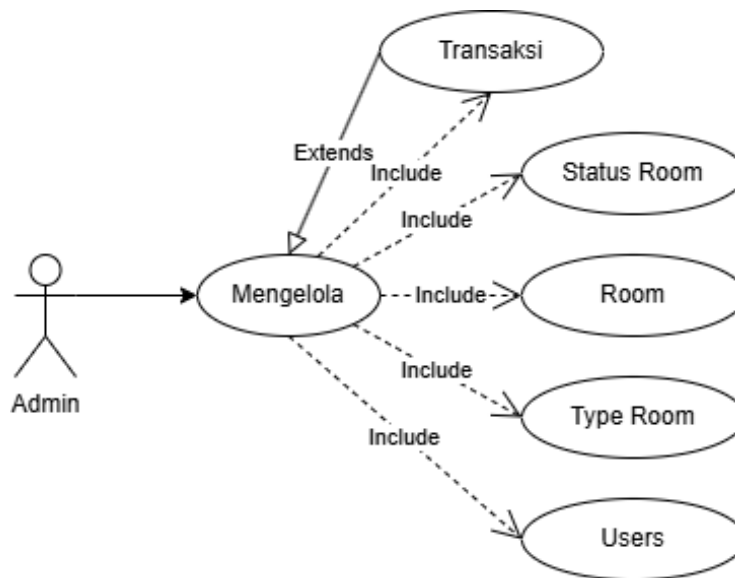 Transaksi
Extends
Include
Status Room
Include
Mengelola
Include
Room
Admin
Include
Type Room
Include
Users